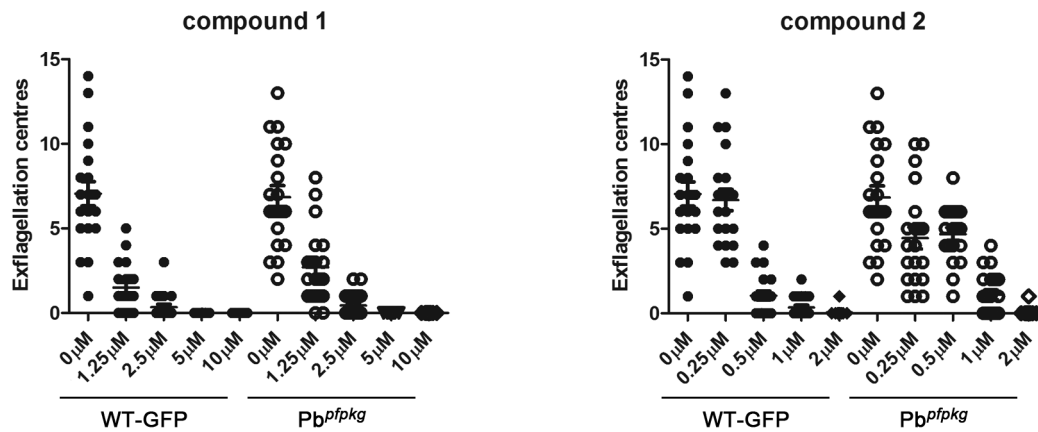 compound 1
Exflagellation centres
15
10
5
0
0µM
1.25µM
2.5µM
5µM
10µM
0µM
1.25µM
2.5µM
5µM
10µM
WT-GFP
Pbpfpkg
compound 2
Exflagellation centres
15
10
5
0
0µM
0.25µM
0.5µM
1µM
2µM
0µM
0.25µM
0.5µM
1µM
2µM
WT-GFP
Pbpfpkg